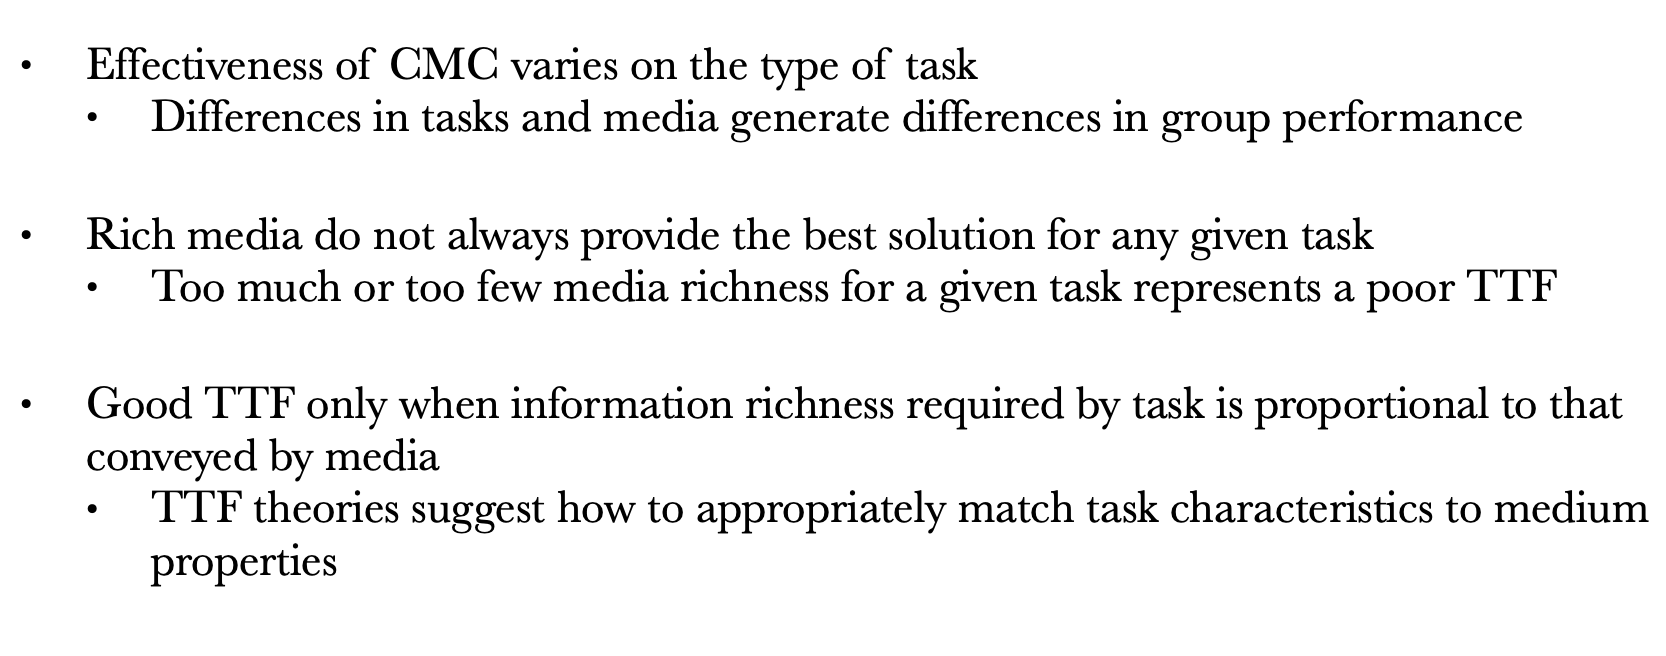 • Effectiveness of CMC varies on the type of task
• Differences in tasks and media generate differences in group performance
• Rich media do not always provide the best solution for any given task
• Too much or too few media richness for a given task represents a poor TTF
• Good TTF only when information richness required by task is proportional to that
conveyed by media
• TTF theories suggest how to appropriately match task characteristics to medium
properties